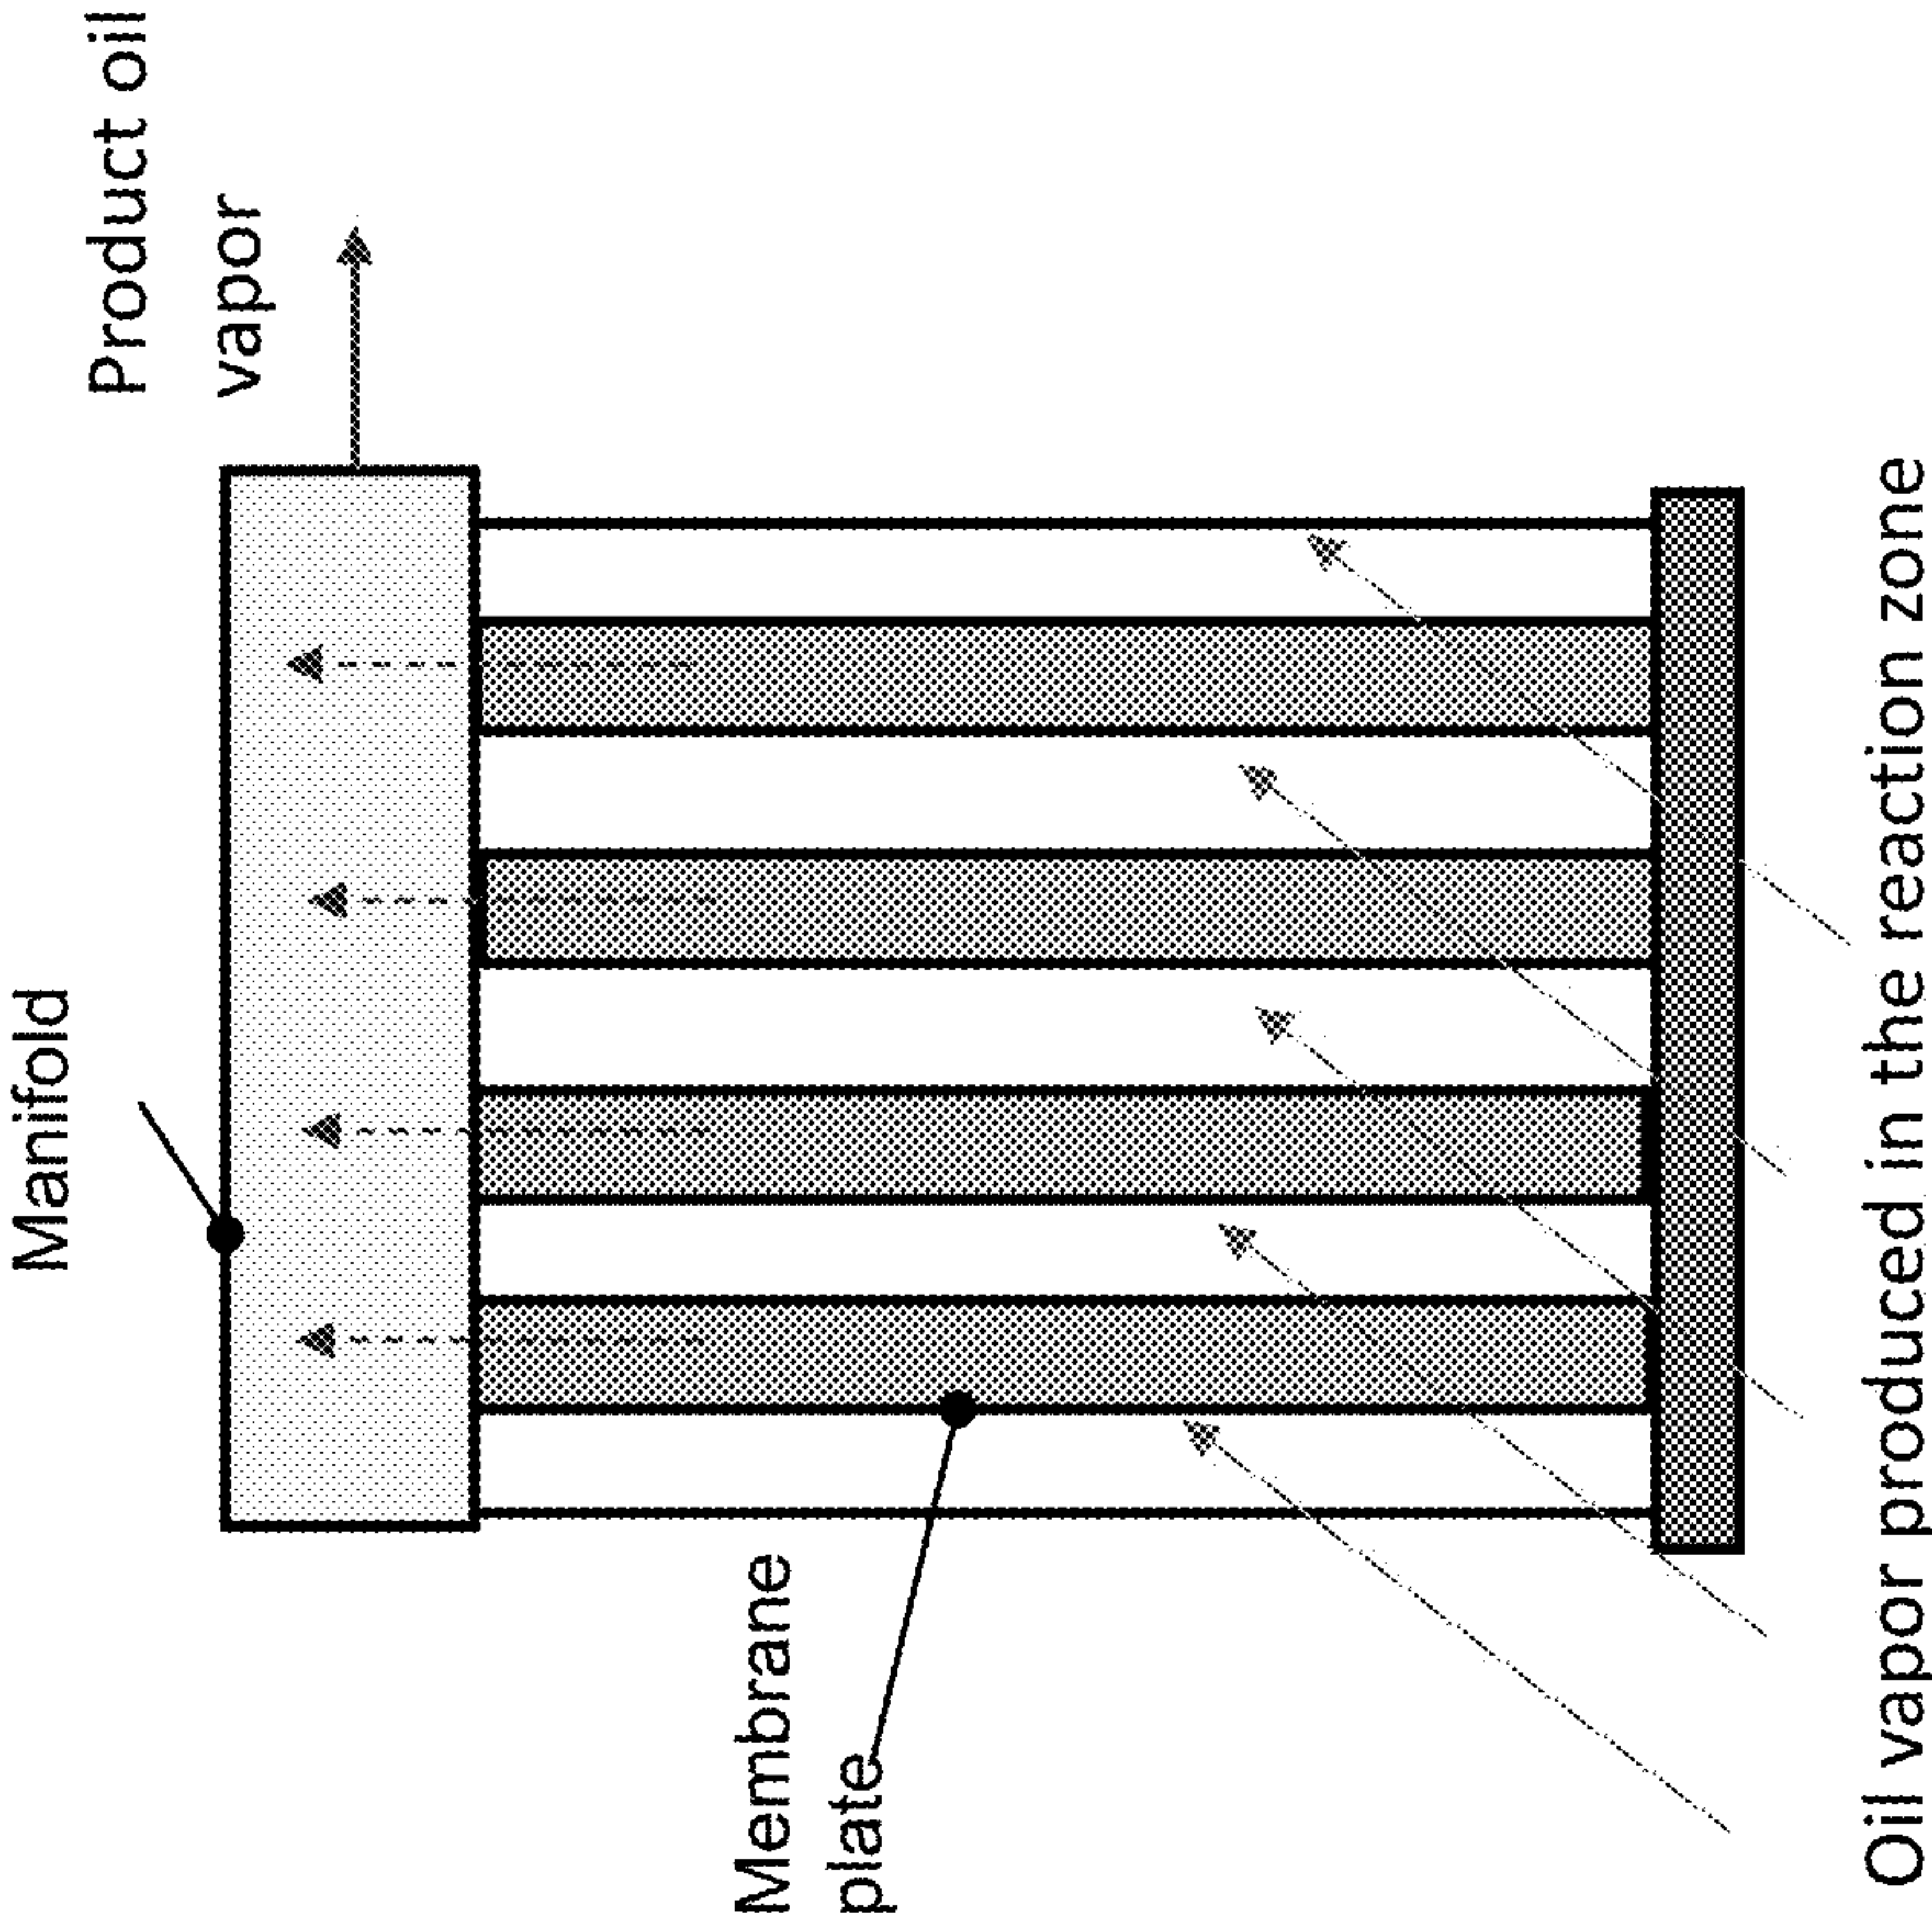 Manifold
Product oil
vapor
Membrane
plate
Oil vapor produced in the reaction zone